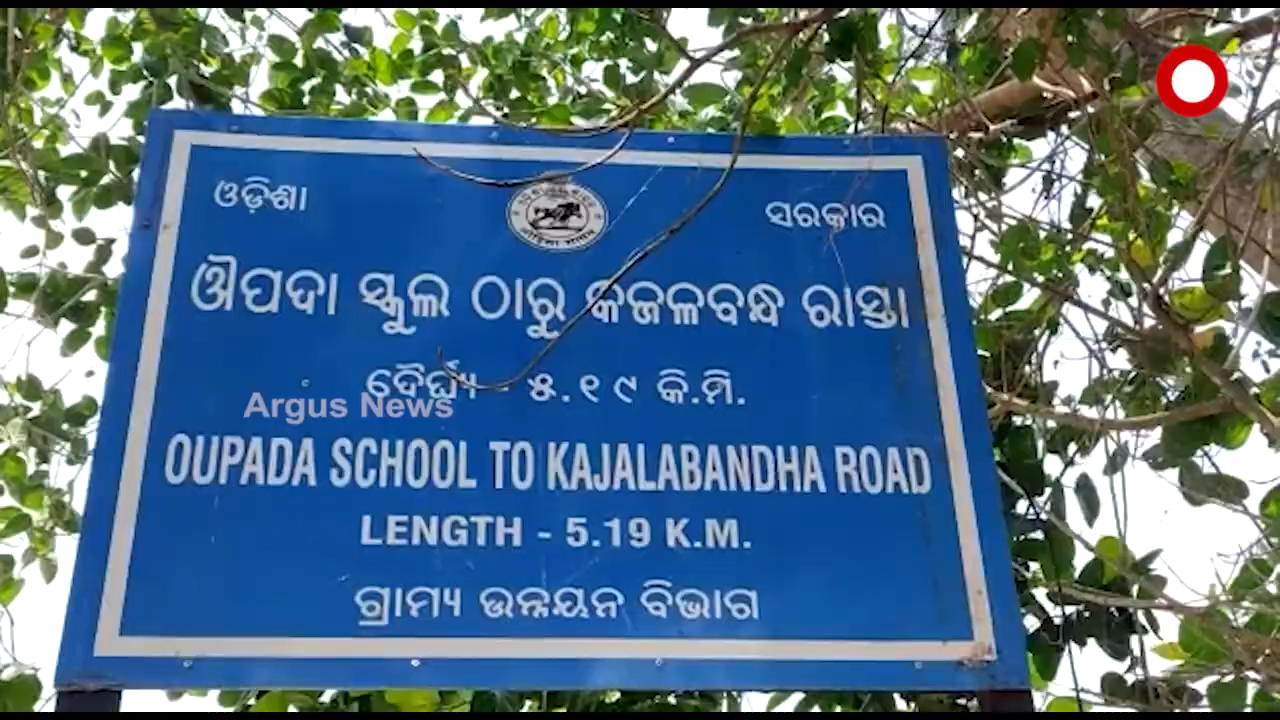 ଓଡ଼ିଶା ସରକାର
ଔପଦା ସ୍କୁଲ ଠାରୁ କଜଳବନ୍ଧ ରାସ୍ତା
ଦୈର୍ଘ୍ୟ - ୫.୧୯ କି.ମି.
Argus News
OUPADA SCHOOL TO KAJALABANDHA ROAD
LENGTH - 5.19 K.M.
ଗ୍ରାମ୍ୟ ଉନ୍ନୟନ ବିଭାଗ